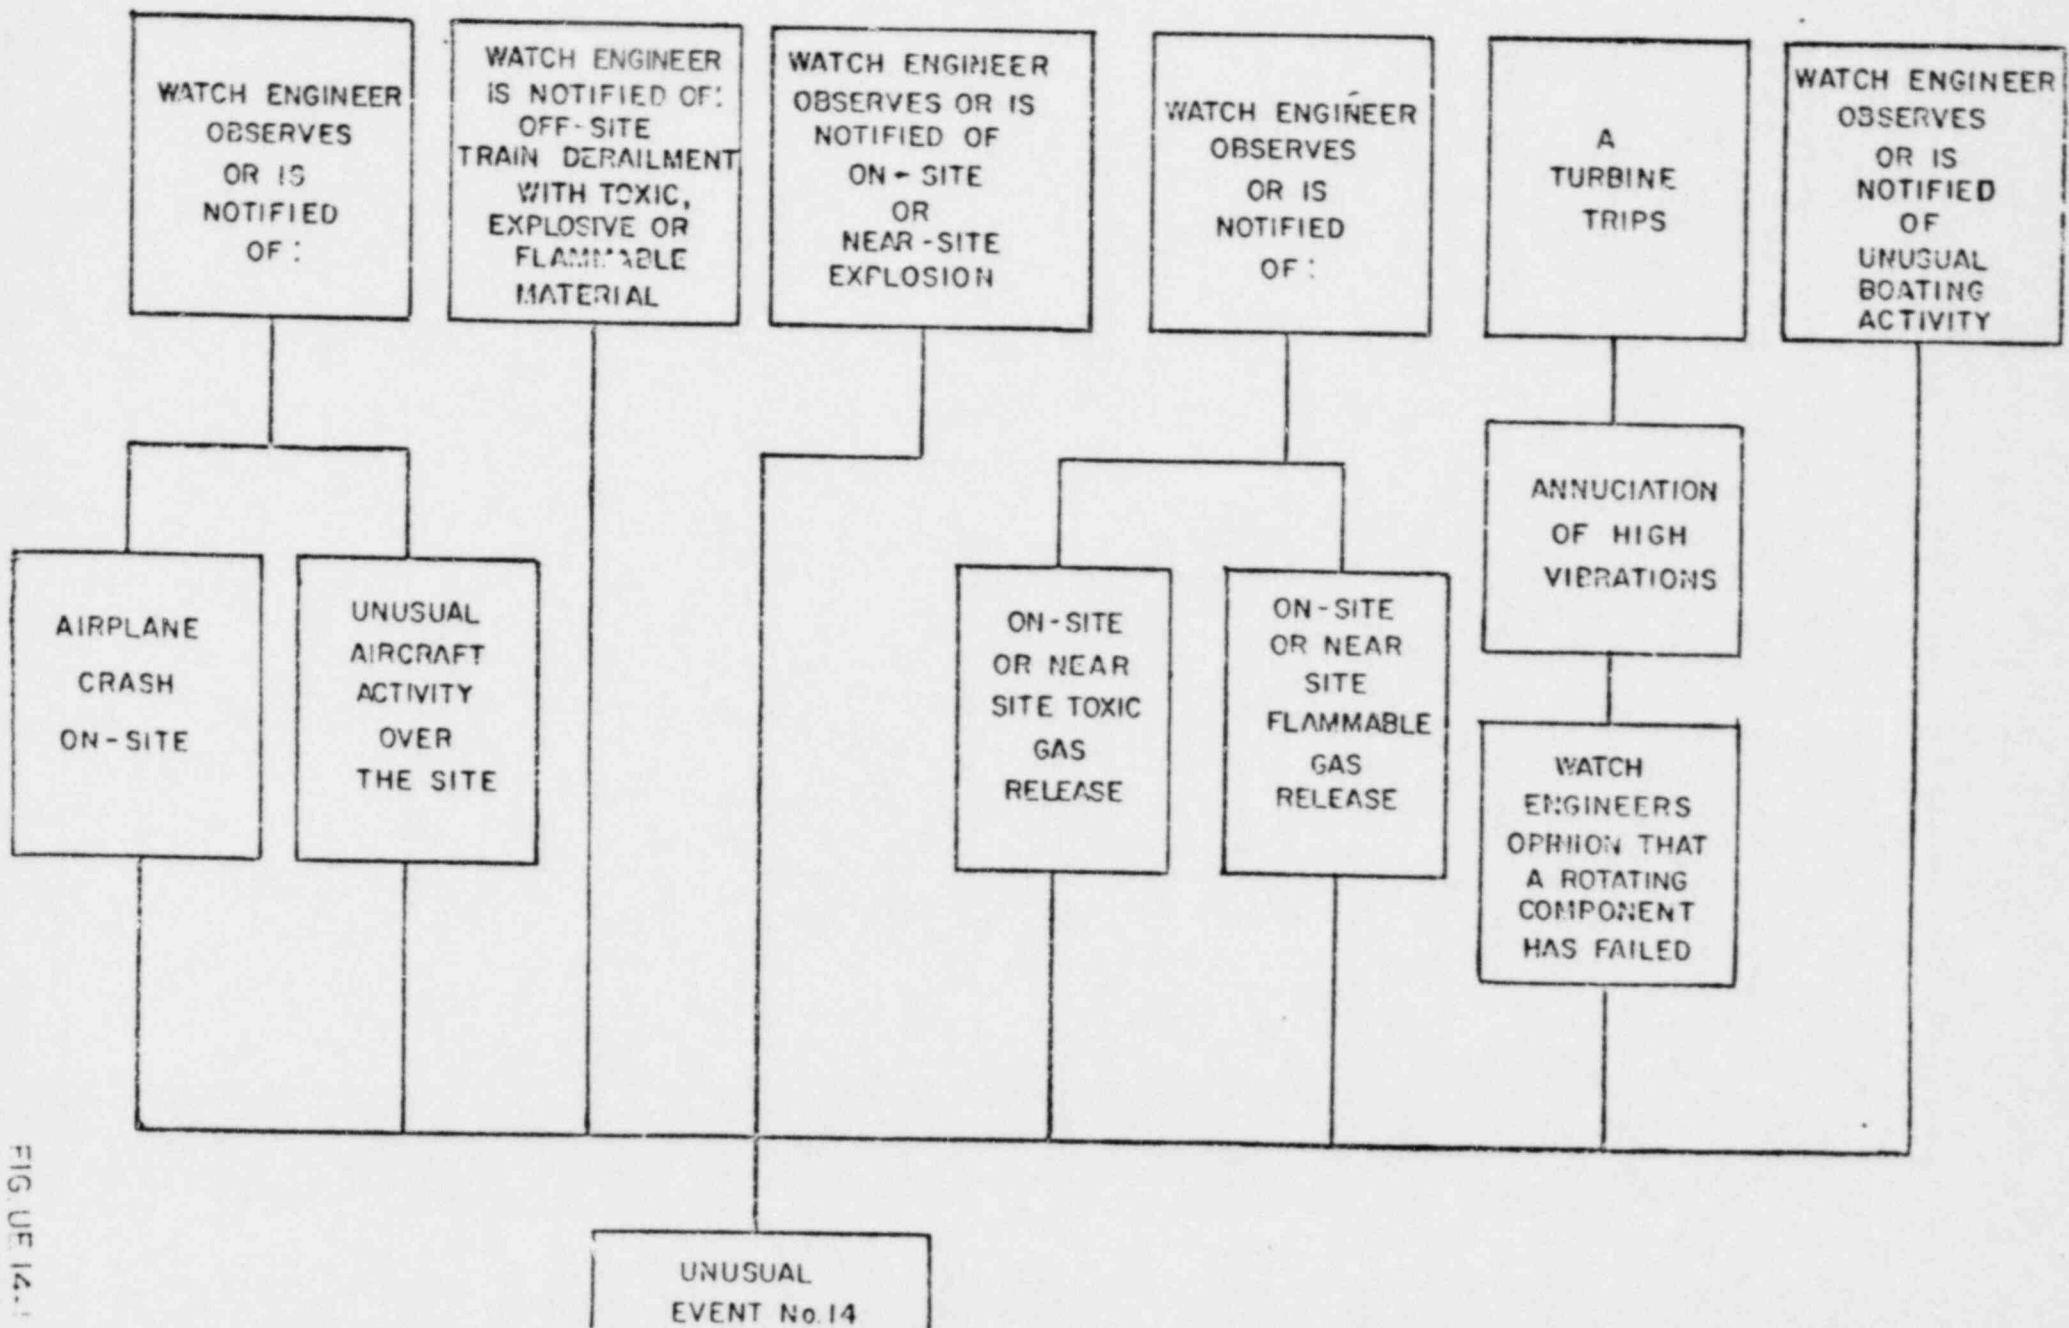 WATCH ENGINEER
OBSERVES
OR IS
NOTIFIED
OF:
WATCH ENGINEER
IS NOTIFIED OF:
OFF-SITE
TRAIN DERAILMENT
WITH TOXIC,
EXPLOSIVE OR
FLAMMABLE
MATERIAL
WATCH ENGINEER
OBSERVES OR IS
NOTIFIED OF
ON-SITE
OR
NEAR-SITE
EXPLOSION
WATCH ENGINEER
OBSERVES
OR IS
NOTIFIED
OF:
A
TURBINE
TRIPS
WATCH ENGINEER
OBSERVES
OR IS
NOTIFIED
OF
UNUSUAL
BOATING
ACTIVITY
ANNUCIATION
OF HIGH
VIBRATIONS
AIRPLANE
CRASH
ON-SITE
UNUSUAL
AIRCRAFT
ACTIVITY
OVER
THE SITE
ON-SITE
OR NEAR
SITE TOXIC
GAS
RELEASE
ON-SITE
OR NEAR
SITE
FLAMMABLE
GAS
RELEASE
WATCH
ENGINEERS
OPINION THAT
A ROTATING
COMPONENT
HAS FAILED
UNUSUAL
EVENT No. 14
FIG UE 14-1